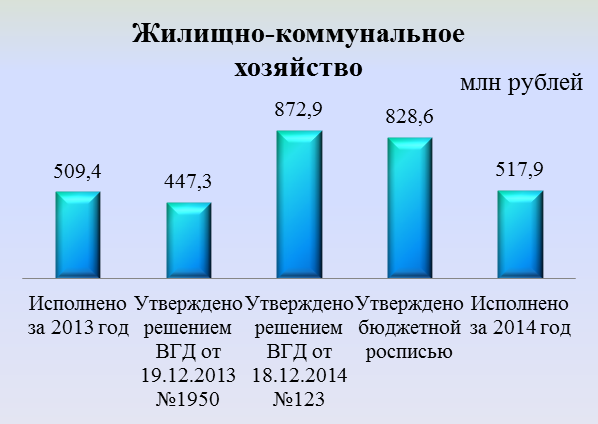 Жилищно-коммунальное
хозяйство
млн рублей
509,4
447,3
872,9
828,6
517,9
Исполнено
за 2013 год
Утверждено
решением
ВГД от
19.12.2013
№1950
Утверждено
решением
ВГД от
18.12.2014
№123
Утверждено
бюджетной
росписью
Исполнено
за 2014 год